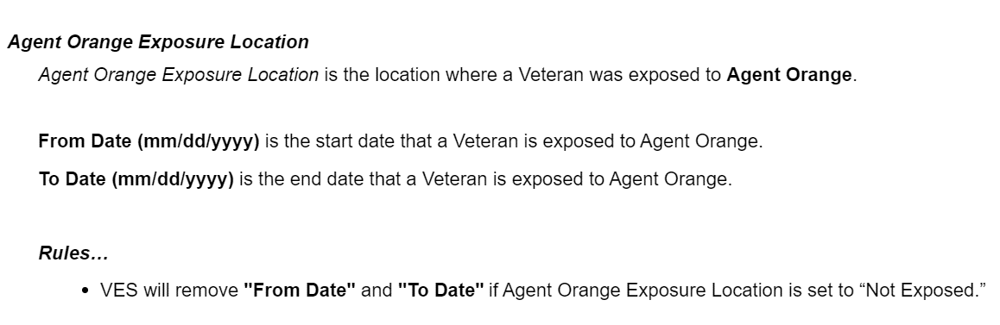 Agent Orange Exposure Location
Agent Orange Exposure Location is the location where a Veteran was exposed to Agent Orange.
From Date (mm/dd/yyyy) is the start date that a Veteran is exposed to Agent Orange.
To Date (mm/dd/yyyy) is the end date that a Veteran is exposed to Agent Orange.
Rules…
• VES will remove "From Date" and "To Date" if Agent Orange Exposure Location is set to “Not Exposed.”